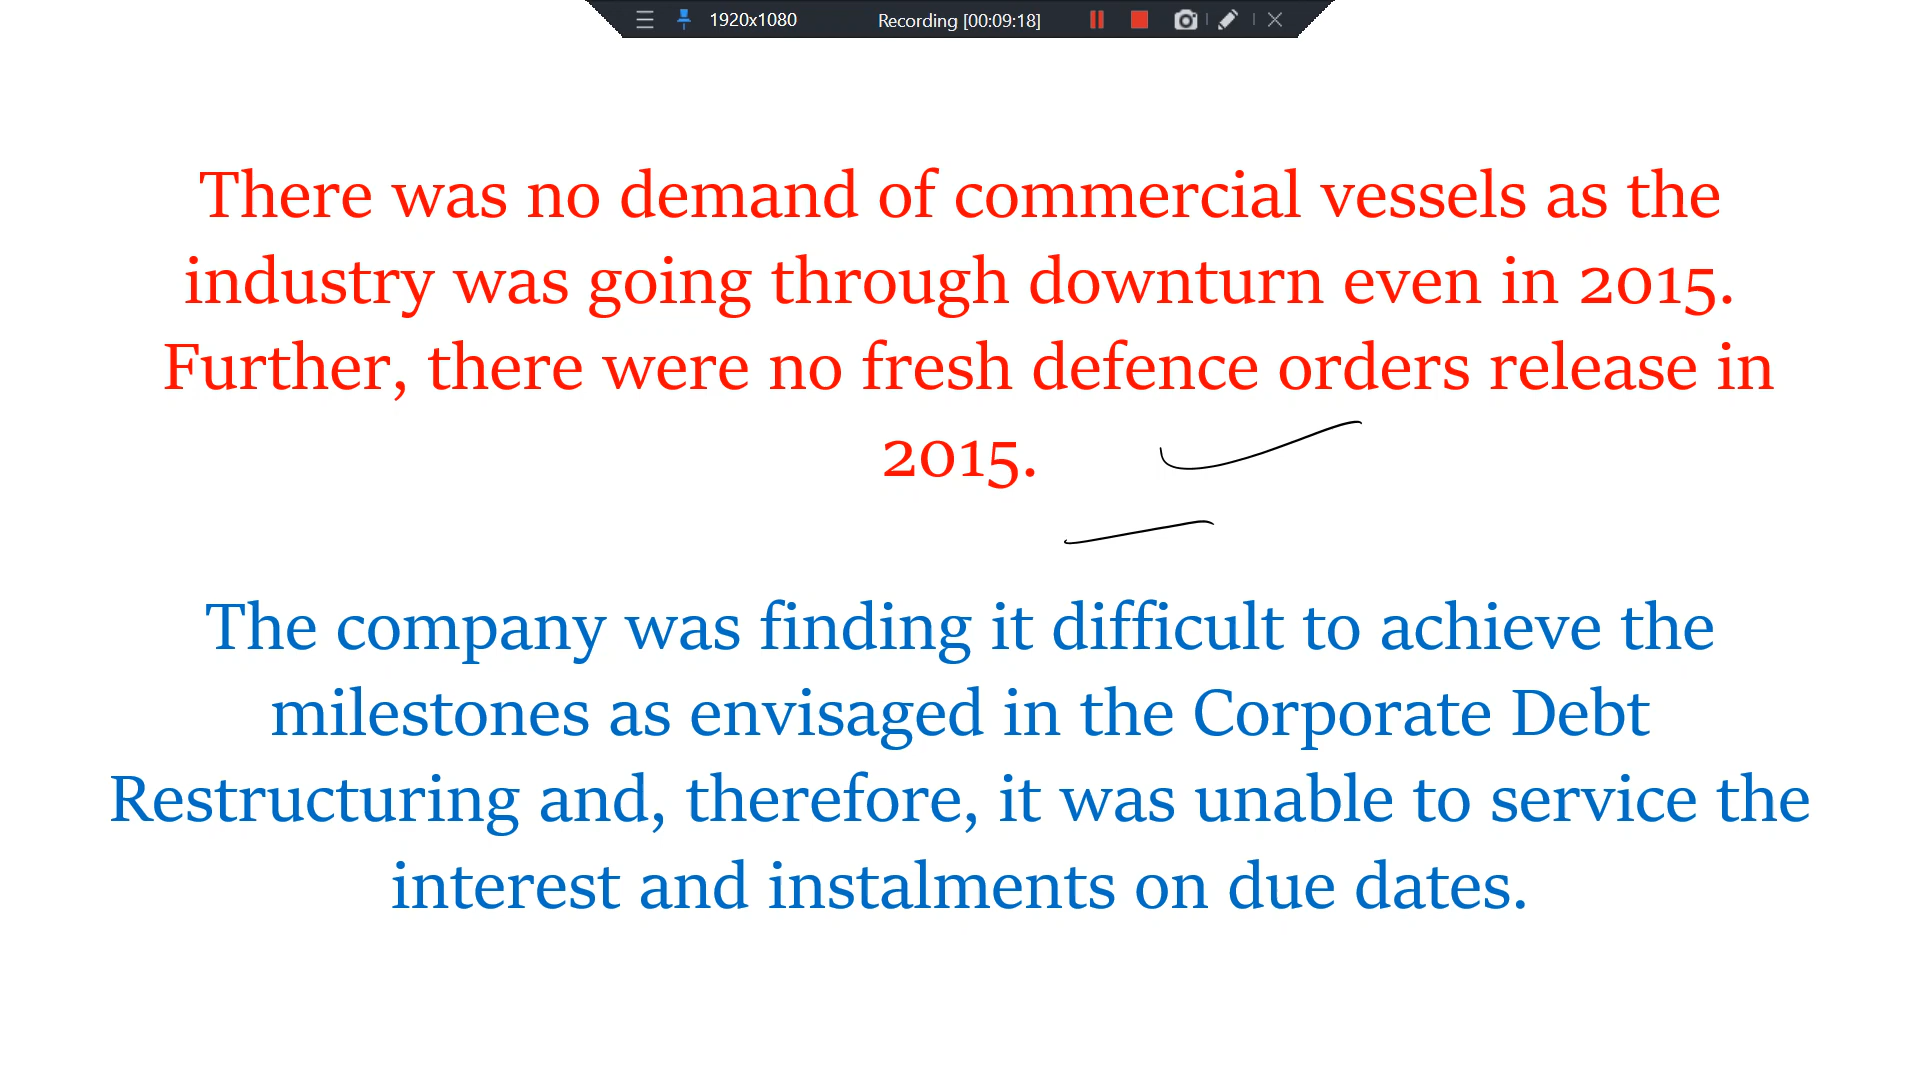 1920x1080 Recording [00:09:18]
There was no demand of commercial vessels as the
industry was going through downturn even in 2015.
Further, there were no fresh defence orders release in
2015.
The company was finding it difficult to achieve the
milestones as envisaged in the Corporate Debt
Restructuring and, therefore, it was unable to service the
interest and instalments on due dates.